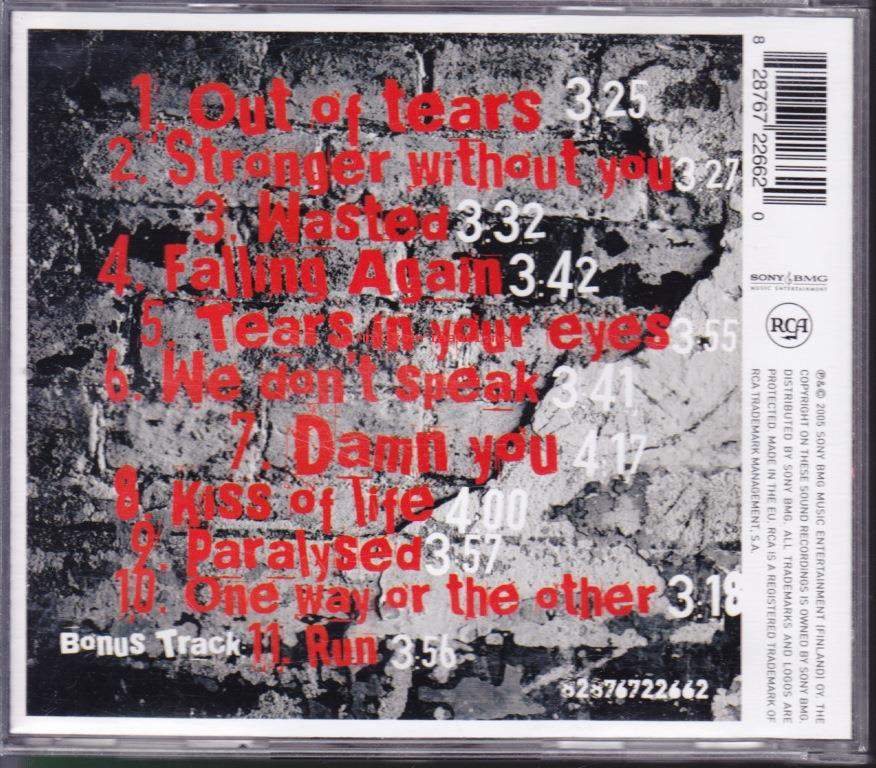 1. Out of tears 3:25
2. Stronger without you 3:27
3. Wasted 3:32
4. Falling Again 3:42
5. Tears in your eyes 3:55
6. We don't speak 3:41
7. Damn you 4:17
8. Kiss of life 4:00
9. Paralysed 3:57
10. One way or the other 3:18
Bonus Track 11. Run 3:56
82876722662
8 28767 22662 0
SONY BMG
MUSIC ENTERTAINMENT
RCA
℗&© 2005 SONY BMG MUSIC ENTERTAINMENT (FINLAND) OY. THE
COPYRIGHT ON THESE SOUND RECORDINGS IS OWNED BY SONY BMG.
DISTRIBUTED BY SONY BMG. ALL TRADEMARKS AND LOGOS ARE
PROTECTED. MADE IN THE EU. RCA IS A REGISTERED TRADEMARK OF
RCA TRADEMARK MANAGEMENT, S.A.